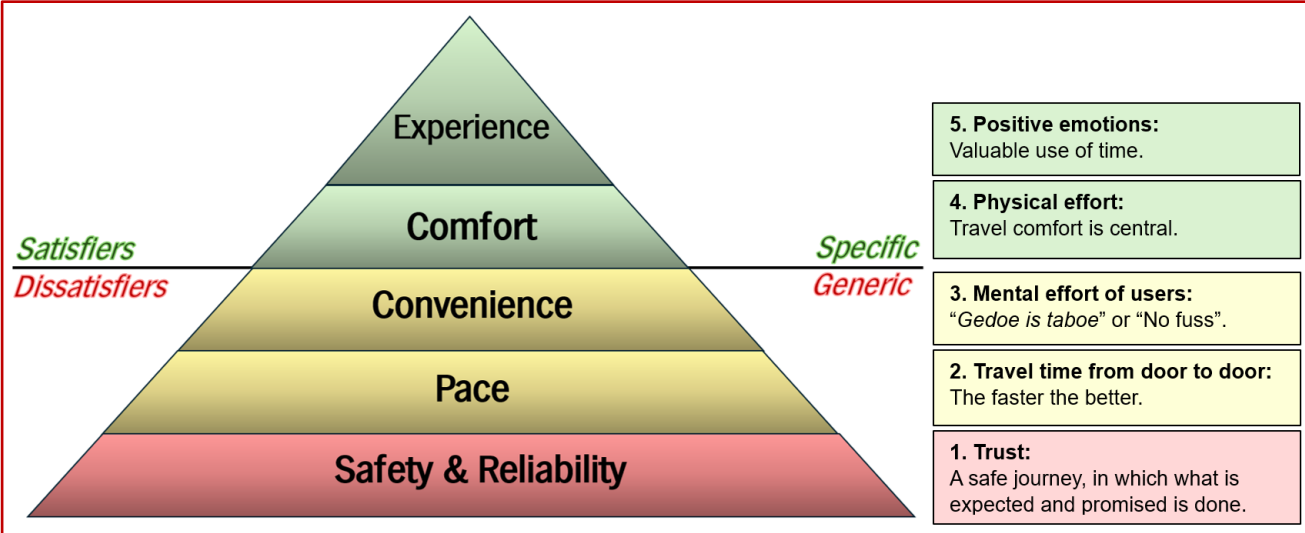 Experience
Comfort
Satisfiers
Specific
Dissatisfiers
Generic
Convenience
Pace
Safety & Reliability
5. Positive emotions:
Valuable use of time.
4. Physical effort:
Travel comfort is central.
3. Mental effort of users:
“Gedoe is taboe” or “No fuss”.
2. Travel time from door to door:
The faster the better.
1. Trust:
A safe journey, in which what is
expected and promised is done.